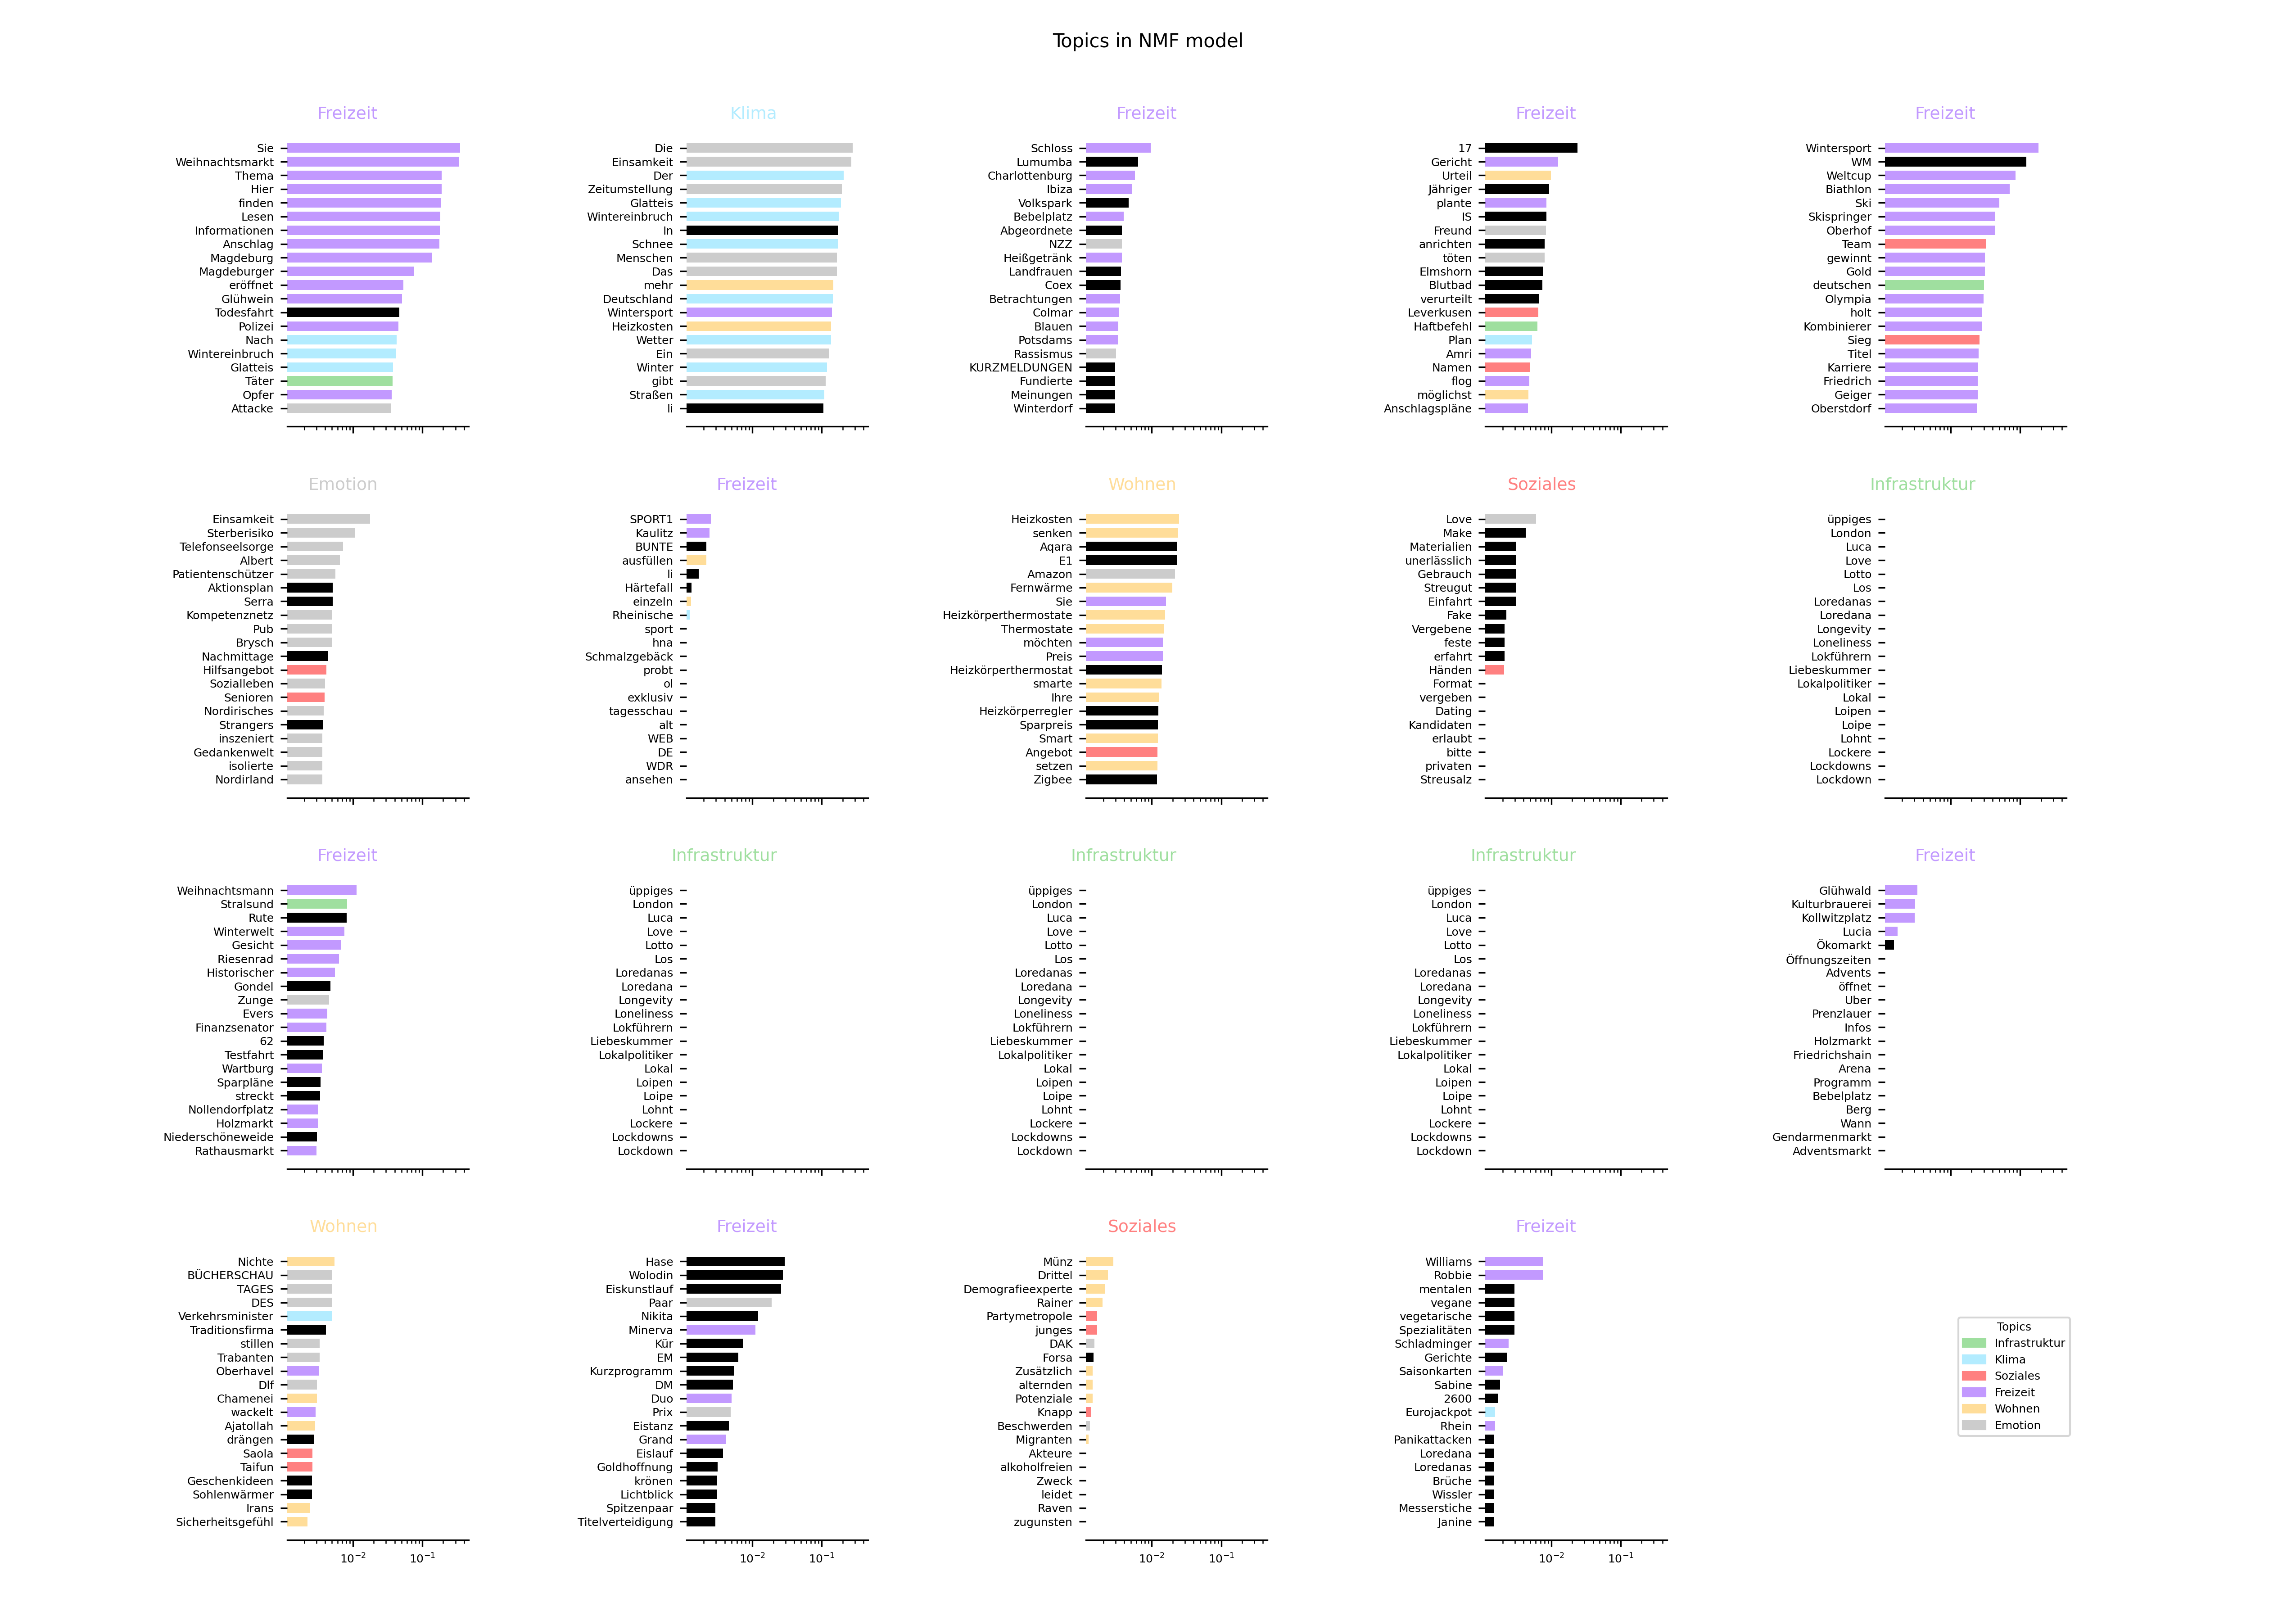 Topics in NMF model
Freizeit
Sie
Weihnachtsmarkt
Thema
Hier
finden
Lesen
Informationen
Anschlag
Magdeburg
Magdeburger
eröffnet
Glühwein
Todesfahrt
Polizei
Nach
Wintereinbruch
Glatteis
Täter
Opfer
Attacke
Klima
Die
Einsamkeit
Der
Zeitumstellung
Glatteis
Wintereinbruch
In
Schnee
Menschen
Das
mehr
Deutschland
Wintersport
Heizkosten
Wetter
Ein
Winter
gibt
Straßen
li
Freizeit
Schloss
Lumumba
Charlottenburg
Ibiza
Volkspark
Bebelplatz
Abgeordnete
NZZ
Heißgetränk
Landfrauen
Coex
Betrachtungen
Colmar
Blauen
Potsdams
Rassismus
KURZMELDUNGEN
Fundierte
Meinungen
Winterdorf
Freizeit
17
Gericht
Urteil
Jähriger
plante
IS
Freund
anrichten
töten
Elmshorn
Blutbad
verurteilt
Leverkusen
Haftbefehl
Plan
Amri
Namen
flog
möglichst
Anschlagspläne
Freizeit
Wintersport
WM
Weltcup
Biathlon
Ski
Skispringer
Oberhof
Team
gewinnt
Gold
deutschen
Olympia
holt
Kombinierer
Sieg
Titel
Karriere
Friedrich
Geiger
Oberstdorf
Emotion
Einsamkeit
Sterberisiko
Telefonseelsorge
Albert
Patientenschützer
Aktionsplan
Serra
Kompetenznetz
Pub
Brysch
Nachmittage
Hilfsangebot
Sozialleben
Senioren
Nordirisches
Strangers
inszeniert
Gedankenwelt
isolierte
Nordirland
Freizeit
SPORT1
Kaulitz
BUNTE
ausfüllen
li
Härtefall
einzeln
Rheinische
sport
hna
Schmalzgebäck
probt
ol
exklusiv
tagesschau
alt
WEB
DE
WDR
ansehen
Wohnen
Heizkosten
senken
Aqara
E1
Amazon
Fernwärme
Sie
Heizkörperthermostate
Thermostate
möchten
Preis
Heizkörperthermostat
smarte
Ihre
Heizkörperregler
Sparpreis
Smart
Angebot
setzen
Zigbee
Soziales
Love
Make
Materialien
unerlässlich
Gebrauch
Streugut
Einfahrt
Fake
Vergebene
feste
erfahrt
Händen
Format
vergeben
Dating
Kandidaten
erlaubt
bitte
privaten
Streusalz
Infrastruktur
üppiges
London
Luca
Love
Lotto
Los
Loredanas
Loredana
Longevity
Loneliness
Lokführern
Liebeskummer
Lokalpolitiker
Lokal
Loipen
Loipe
Lohnt
Lockere
Lockdowns
Lockdown
Freizeit
Weihnachtsmann
Stralsund
Rute
Winterwelt
Gesicht
Riesenrad
Historischer
Gondel
Zunge
Evers
Finanzsenator
62
Testfahrt
Wartburg
Sparpläne
streckt
Nollendorfplatz
Holzmarkt
Niederschöneweide
Rathausmarkt
Infrastruktur
üppiges
London
Luca
Love
Lotto
Los
Loredanas
Loredana
Longevity
Loneliness
Lokführern
Liebeskummer
Lokalpolitiker
Lokal
Loipen
Loipe
Lohnt
Lockere
Lockdowns
Lockdown
Infrastruktur
üppiges
London
Luca
Love
Lotto
Los
Loredanas
Loredana
Longevity
Loneliness
Lokführern
Liebeskummer
Lokalpolitiker
Lokal
Loipen
Loipe
Lohnt
Lockere
Lockdowns
Lockdown
Infrastruktur
üppiges
London
Luca
Love
Lotto
Los
Loredanas
Loredana
Longevity
Loneliness
Lokführern
Liebeskummer
Lokalpolitiker
Lokal
Loipen
Loipe
Lohnt
Lockere
Lockdowns
Lockdown
Freizeit
Glühwald
Kulturbrauerei
Kollwitzplatz
Lucia
Ökomarkt
Öffnungszeiten
Advents
öffnet
Uber
Prenzlauer
Infos
Holzmarkt
Friedrichshain
Arena
Programm
Bebelplatz
Berg
Wann
Gendarmenmarkt
Adventsmarkt
Wohnen
Nichte
BÜCHERSCHAU
TAGES
DES
Verkehrsminister
Traditionsfirma
stillen
Trabanten
Oberhavel
Dlf
Chamenei
wackelt
Ajatollah
drängen
Saola
Taifun
Geschenkideen
Sohlenwärmer
Irans
Sicherheitsgefühl
10⁻² 10⁻¹
Freizeit
Hase
Wolodin
Eiskunstlauf
Paar
Nikita
Minerva
Kür
EM
Kurzprogramm
DM
Duo
Prix
Eistanz
Grand
Eislauf
Goldhoffnung
krönen
Lichtblick
Spitzenpaar
Titelverteidigung
10⁻² 10⁻¹
Soziales
Münz
Drittel
Demografieexperte
Rainer
Partymetropole
junges
DAK
Forsa
Zusätzlich
alternden
Potenziale
Knapp
Beschwerden
Migranten
Akteure
alkoholfreien
Zweck
leidet
Raven
zugunsten
10⁻² 10⁻¹
Freizeit
Williams
Robbie
mentalen
vegane
vegetarische
Spezialitäten
Schladminger
Gerichte
Saisonkarten
Sabine
2600
Eurojackpot
Rhein
Panikattacken
Loredana
Loredanas
Brüche
Wissler
Messerstiche
Janine
10⁻² 10⁻¹
Topics
Infrastruktur
Klima
Soziales
Freizeit
Wohnen
Emotion